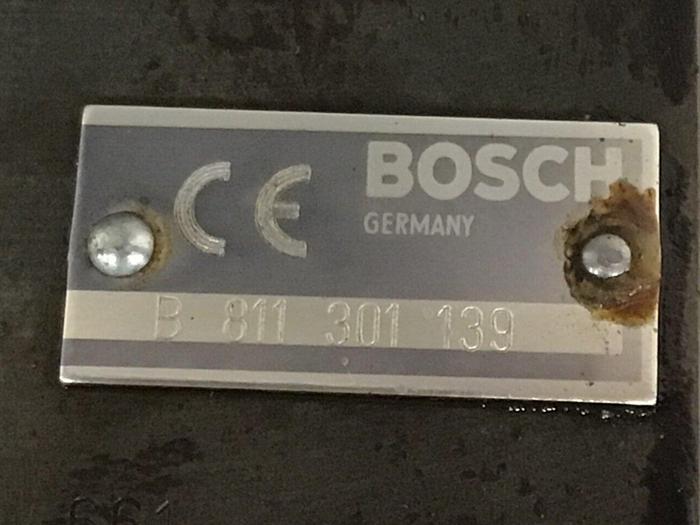 CE BOSCH
GERMANY
B 811 301 139